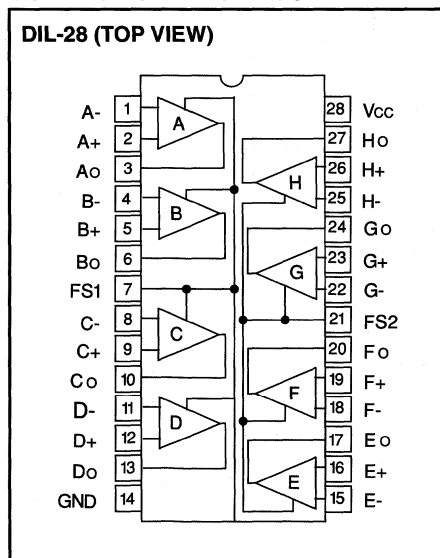 DIL-28 (TOP VIEW)
A- 1
A+ 2
Ao 3
B- 4
B+ 5
Bo 6
FS1 7
C- 8
C+ 9
Co 10
D- 11
D+ 12
Do 13
GND 14
A
B
C
D
H
G
F
E
28 Vcc
27 Ho
26 H+
25 H-
24 Go
23 G+
22 G-
21 FS2
20 Fo
19 F+
18 F-
17 Eo
16 E+
15 E-